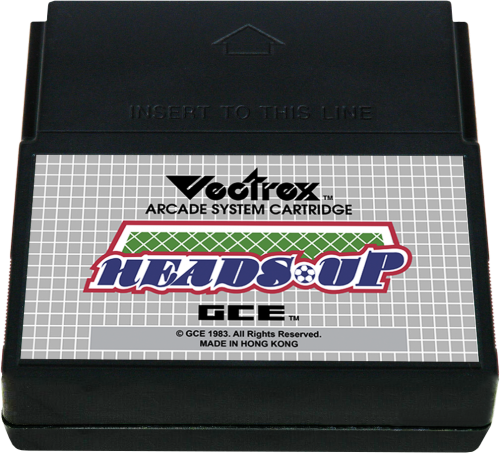 INSERT TO THIS LINE
Vectrex™
ARCADE SYSTEM CARTRIDGE
HEADS UP
GCE™
© GCE 1983. All Rights Reserved.
MADE IN HONG KONG